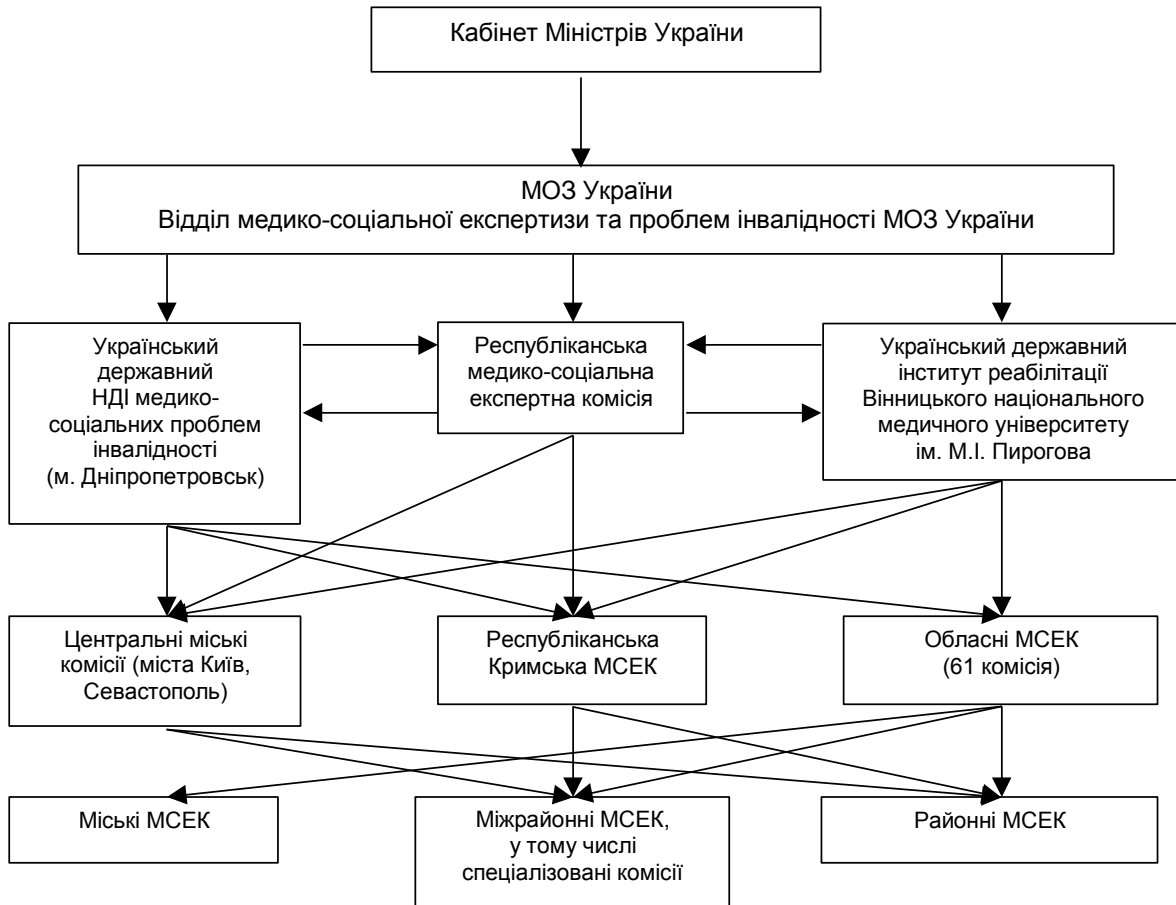 Кабінет Міністрів України
МОЗ України
Відділ медико-соціальної експертизи та проблем інвалідності МОЗ України
Український
державний
НДІ медико-
соціальних проблем
інвалідності
(м. Дніпропетровськ)
Республіканська
медико-соціальна
експертна комісія
Український державний
інститут реабілітації
Вінницького національного
медичного університету
ім. М.І. Пирогова
Центральні міські
комісії (міста Київ,
Севастополь)
Республіканська
Кримська МСЕК
Обласні МСЕК
(61 комісія)
Міські МСЕК
Міжрайонні МСЕК,
у тому числі
спеціалізовані комісії
Районні МСЕК